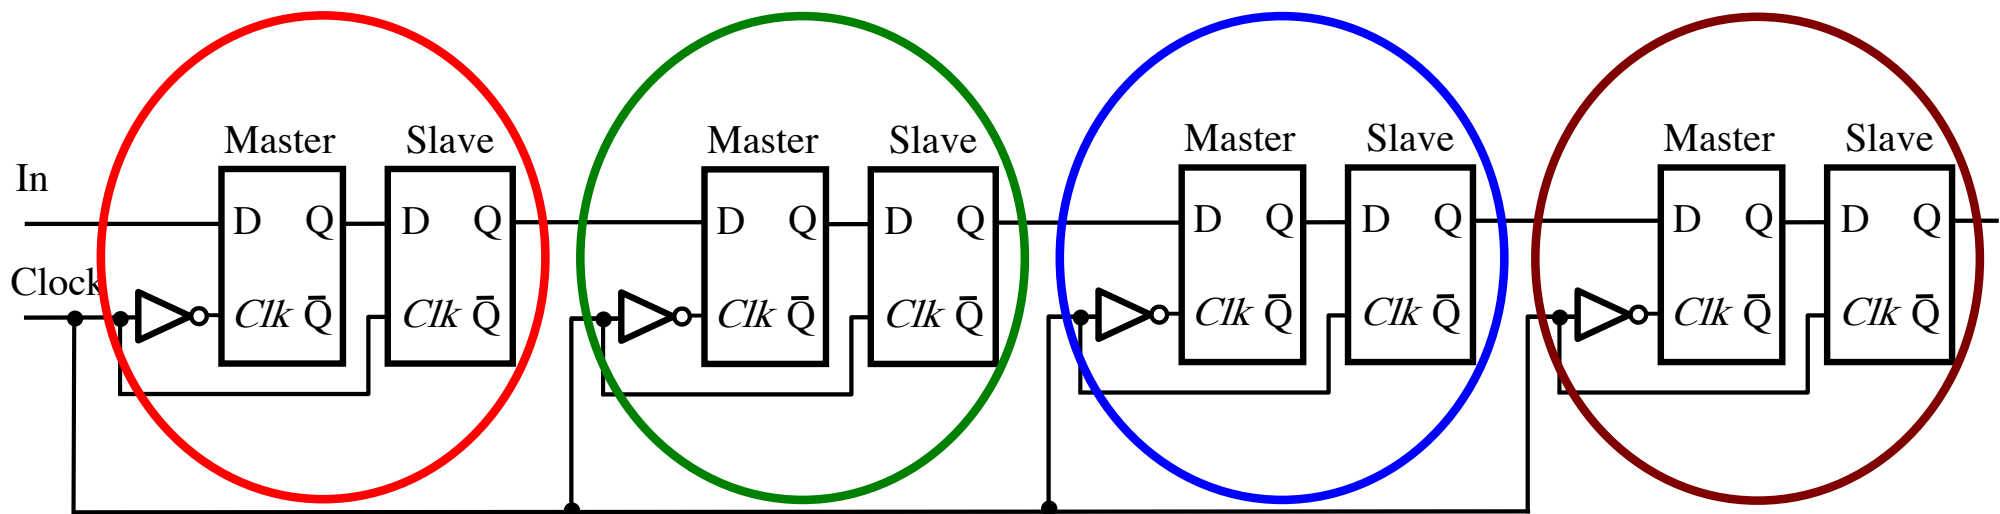 Master Slave Master Slave Master Slave Master Slave
In
D Q D Q D Q D Q D Q D Q D Q D Q
Clock
Clk Q̄ Clk Q̄ Clk Q̄ Clk Q̄ Clk Q̄ Clk Q̄ Clk Q̄ Clk Q̄